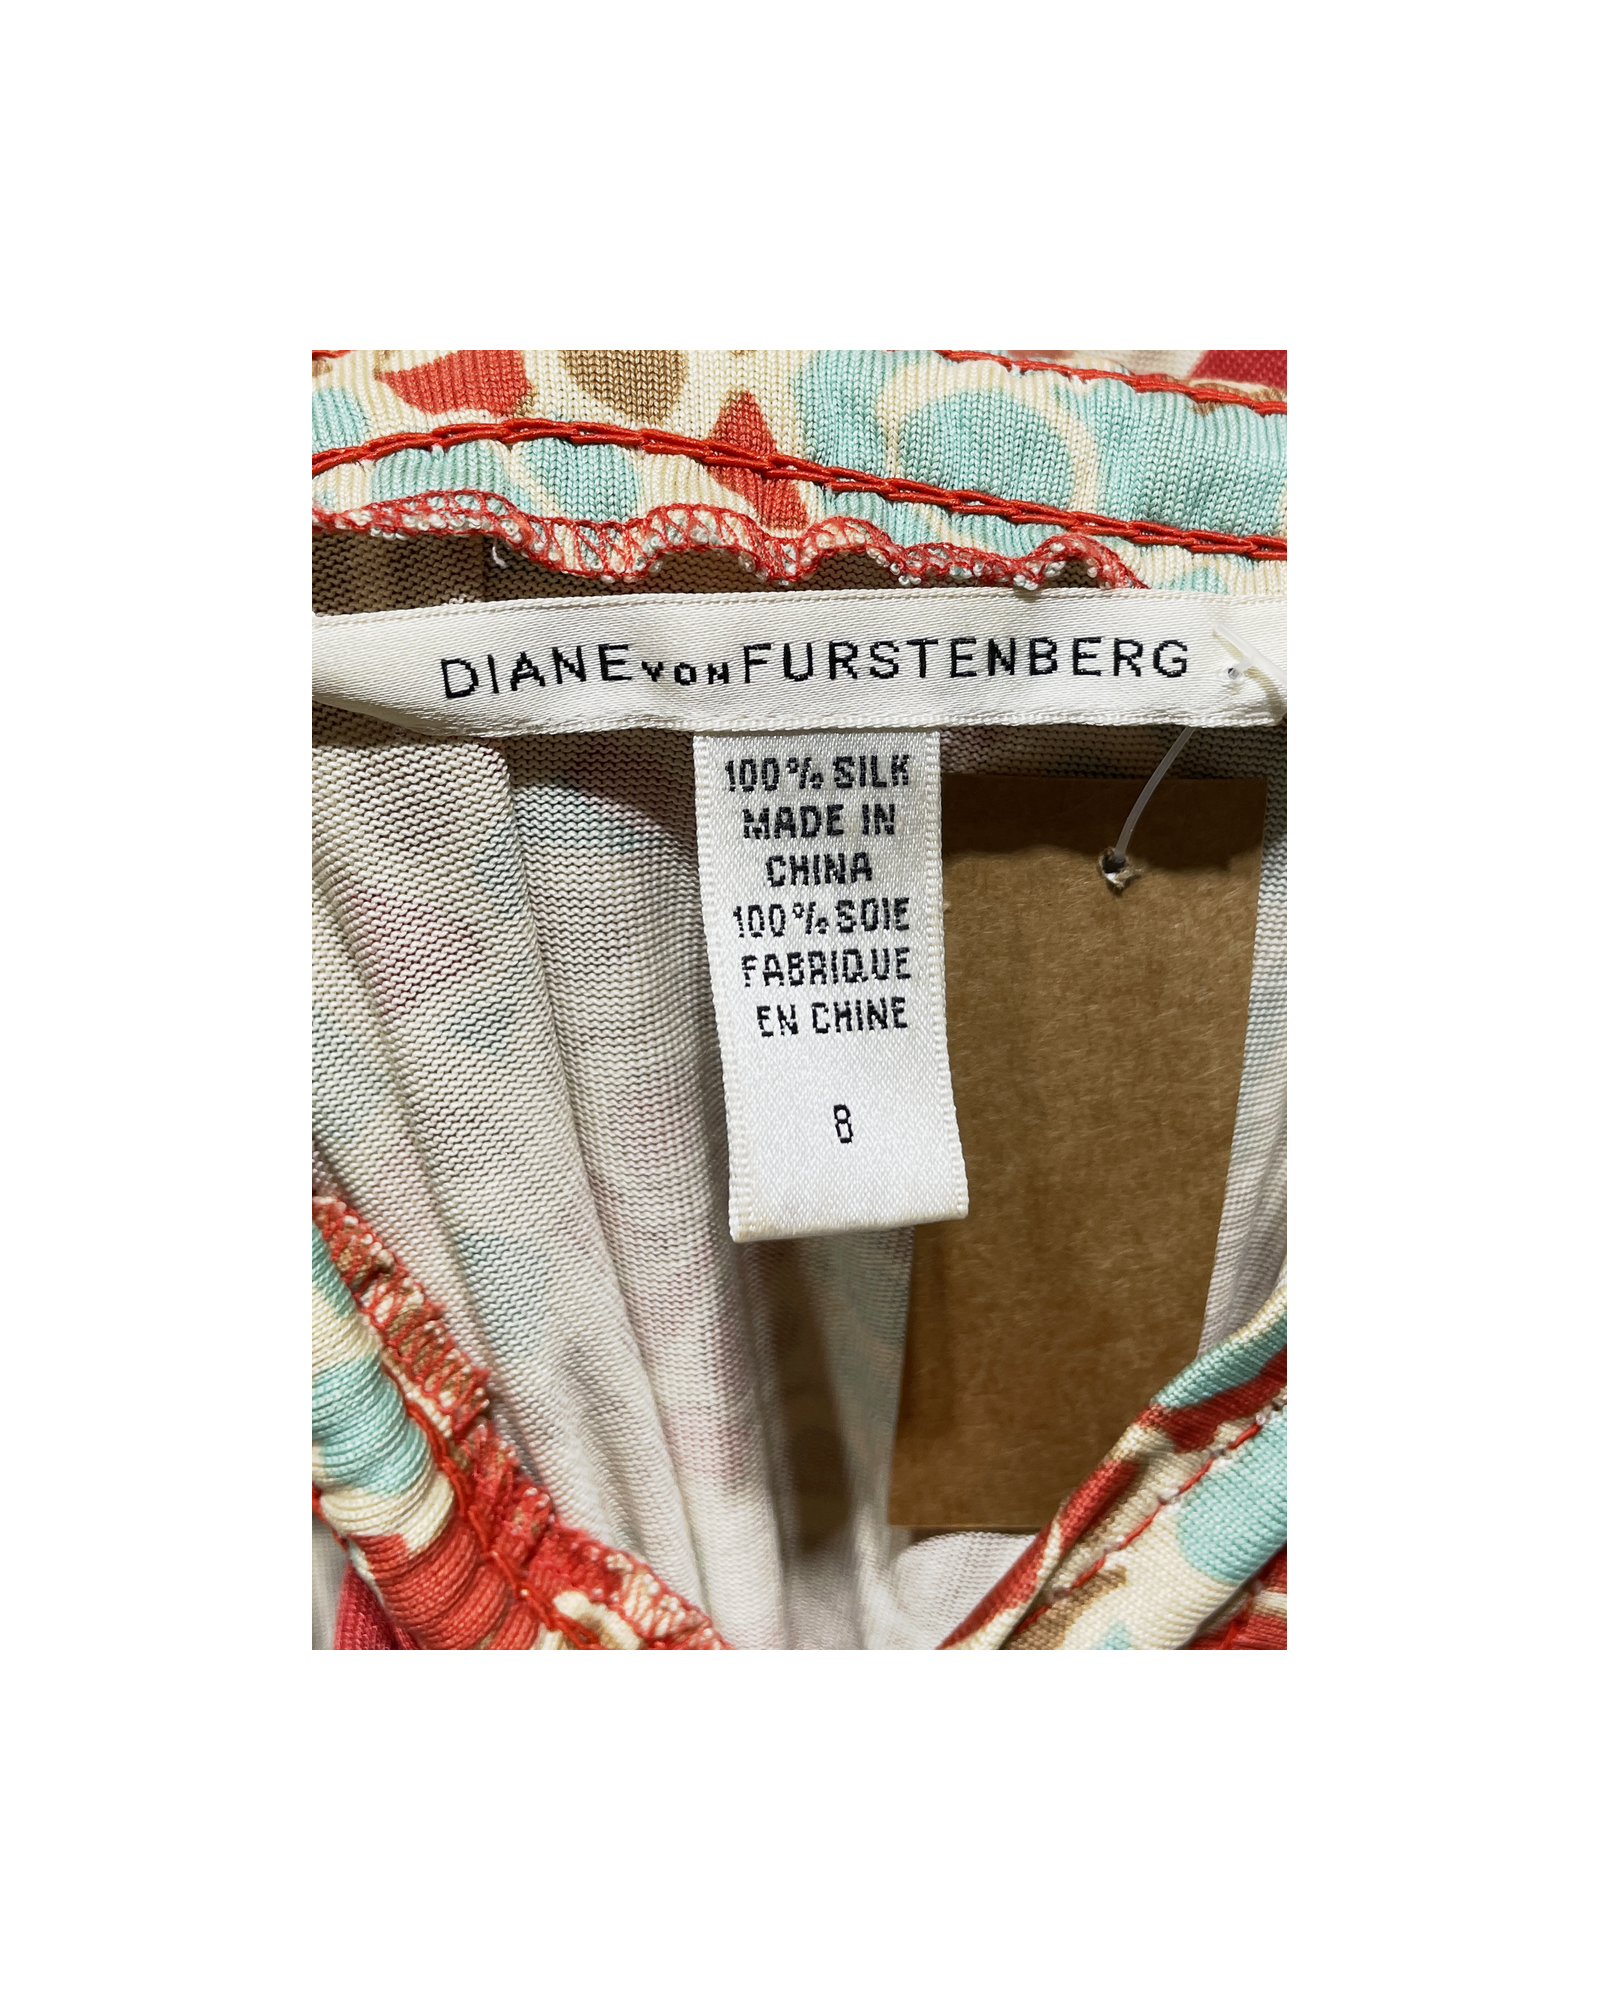 DIANE VON FURSTENBERG
100% SILK
MADE IN
CHINA
100% SOIE
FABRIQUE
EN CHINE
8